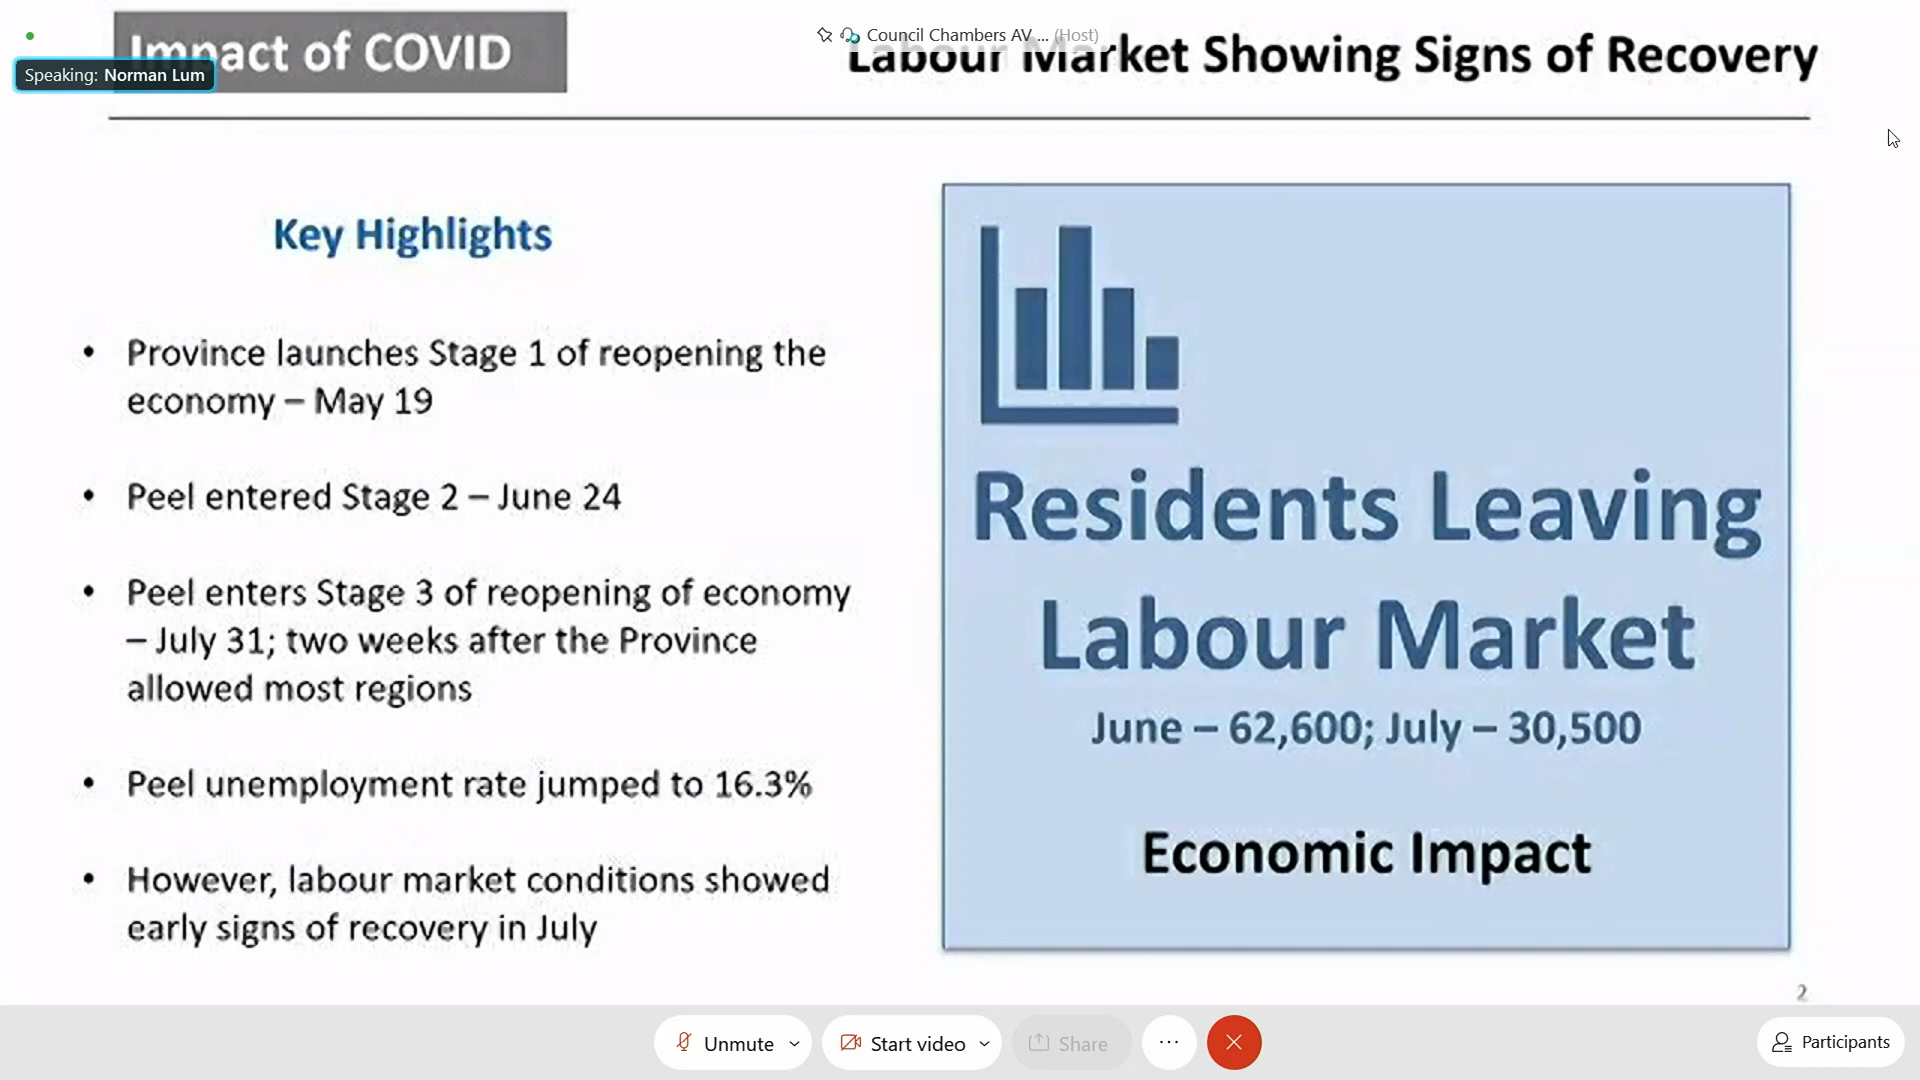 Impact of COVID
Council Chambers AV ... (Host)
Labour Market Showing Signs of Recovery
Speaking: Norman Lum
Key Highlights
• Province launches Stage 1 of reopening the
economy – May 19
• Peel entered Stage 2 – June 24
• Peel enters Stage 3 of reopening of economy
– July 31; two weeks after the Province
allowed most regions
• Peel unemployment rate jumped to 16.3%
• However, labour market conditions showed
early signs of recovery in July
Residents Leaving
Labour Market
June – 62,600; July – 30,500
Economic Impact
2
Unmute
Start video
Share
Participants